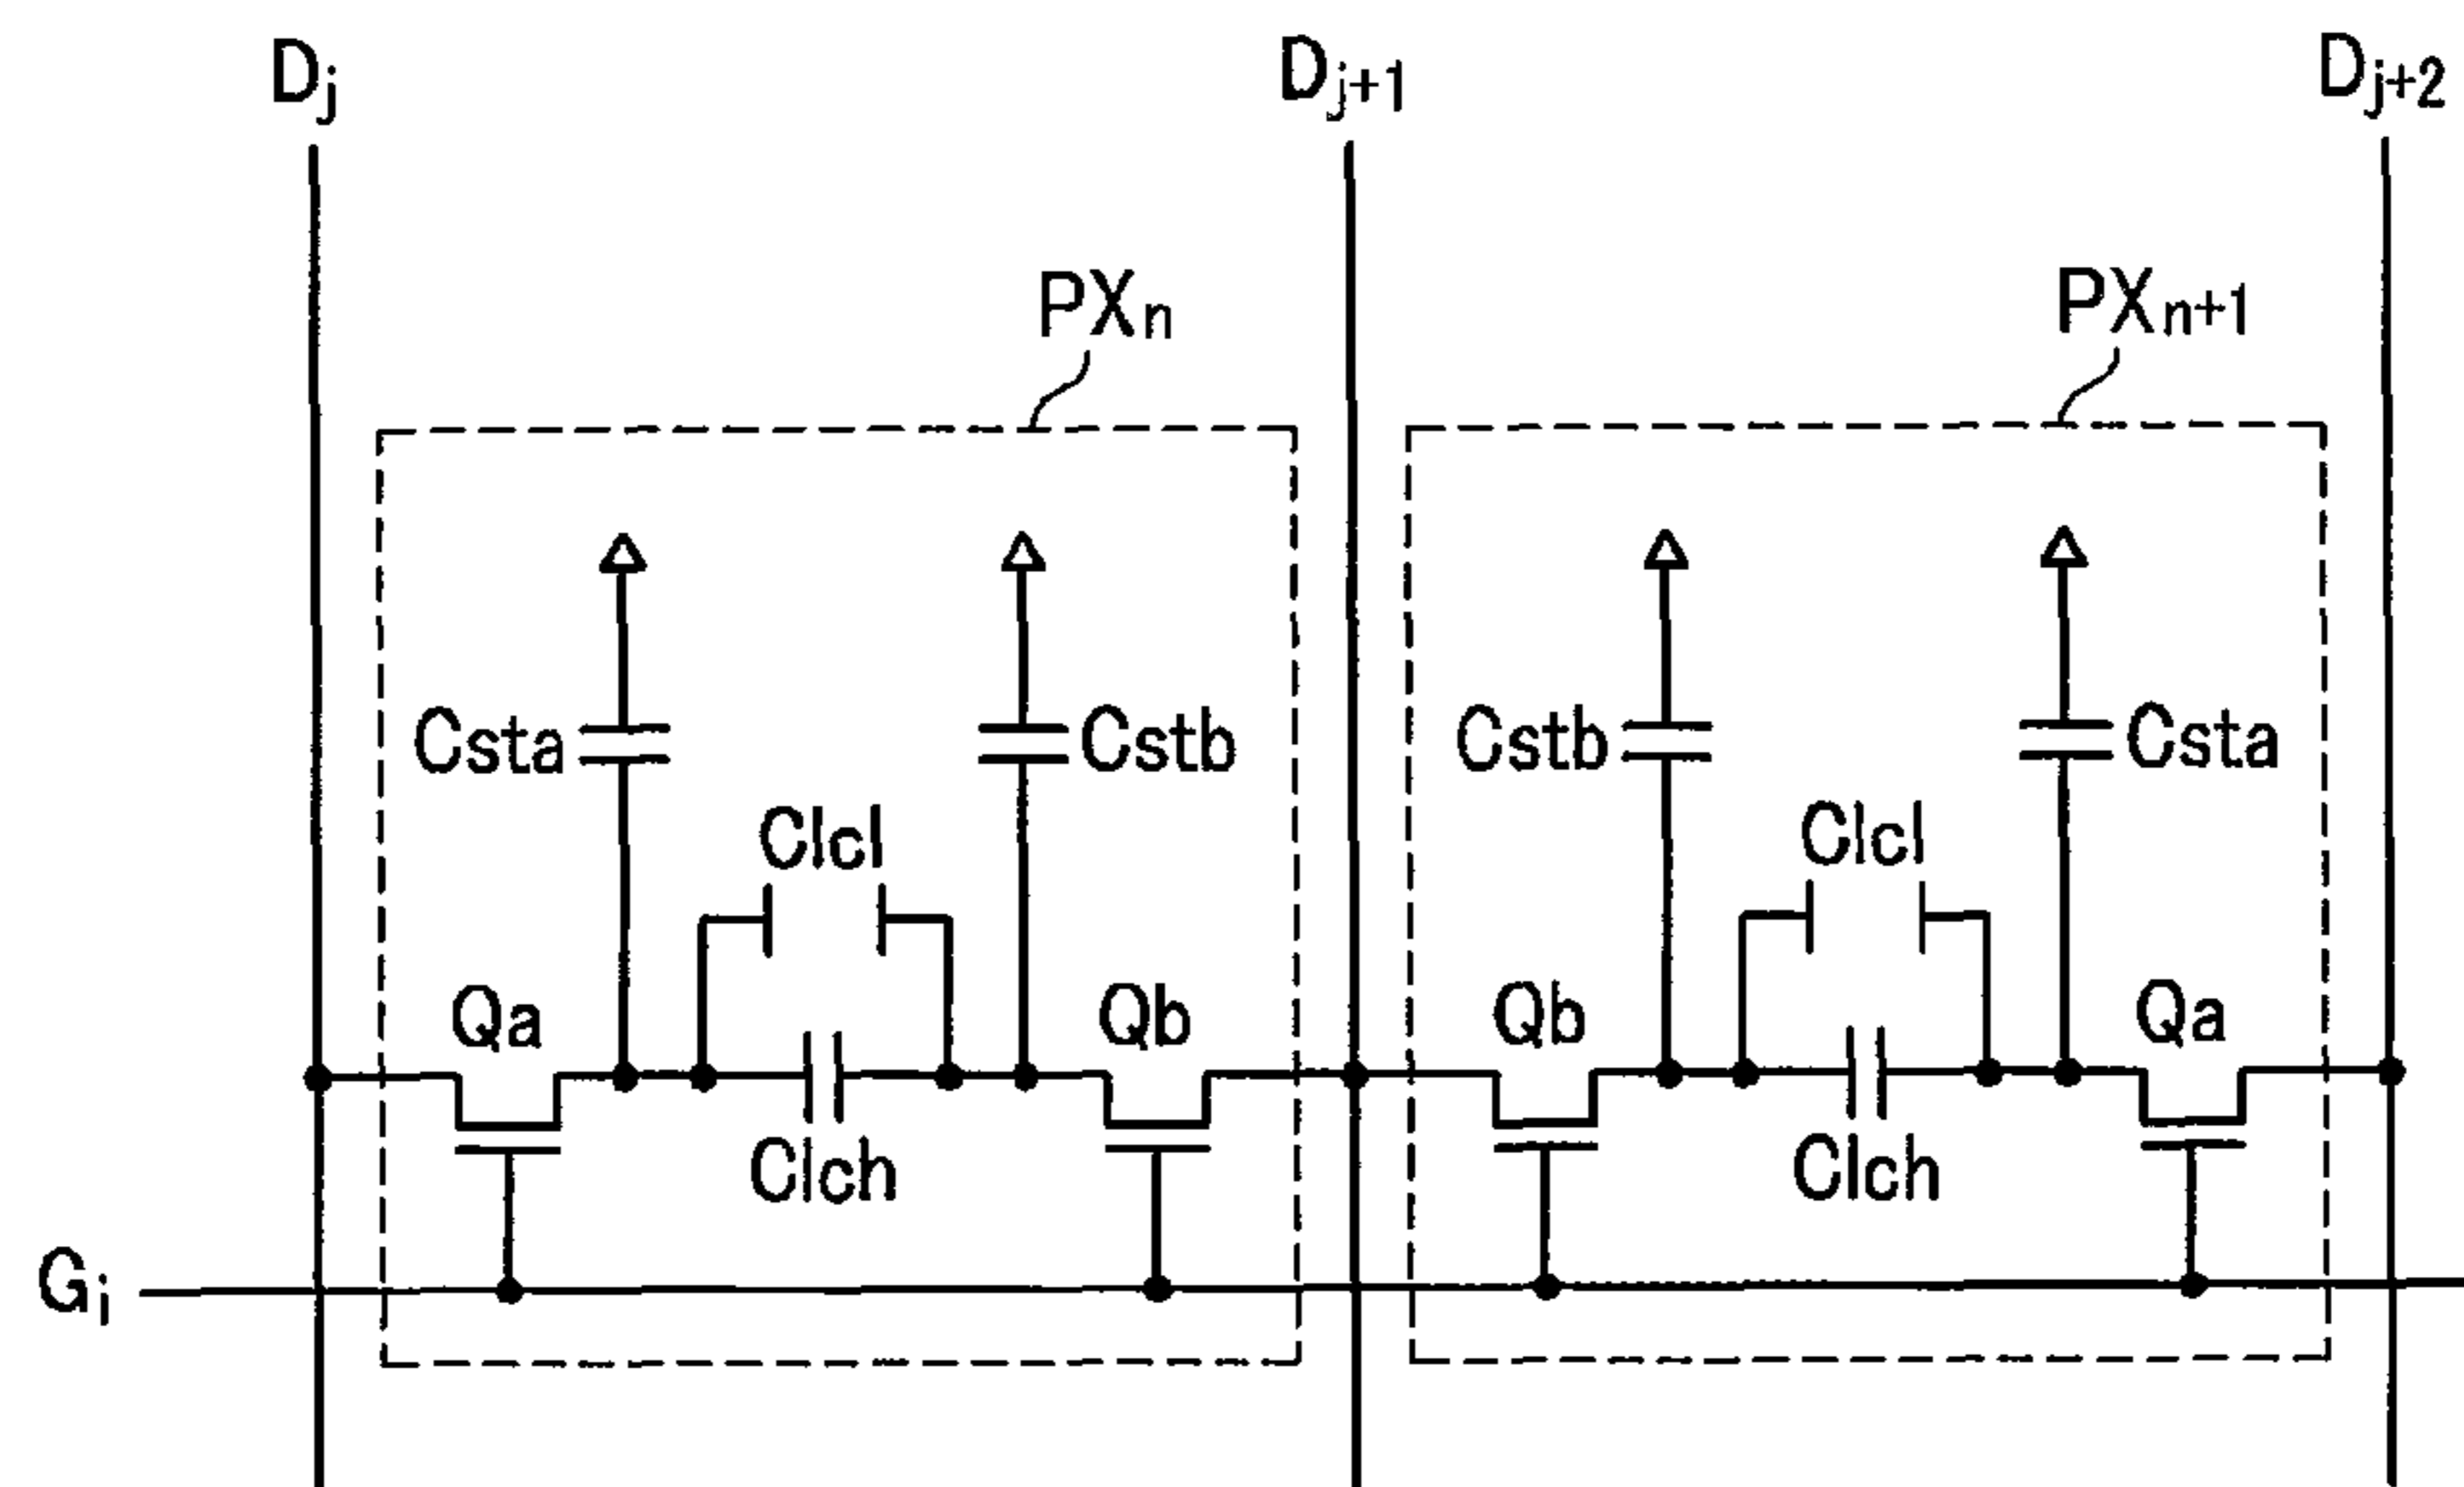 Dj Dj+1 Dj+2
PXn PXn+1
Csta Cstb Cstb Csta
Clcl Clcl
Qa Qb Qb Qa
Clch Clch
Gi